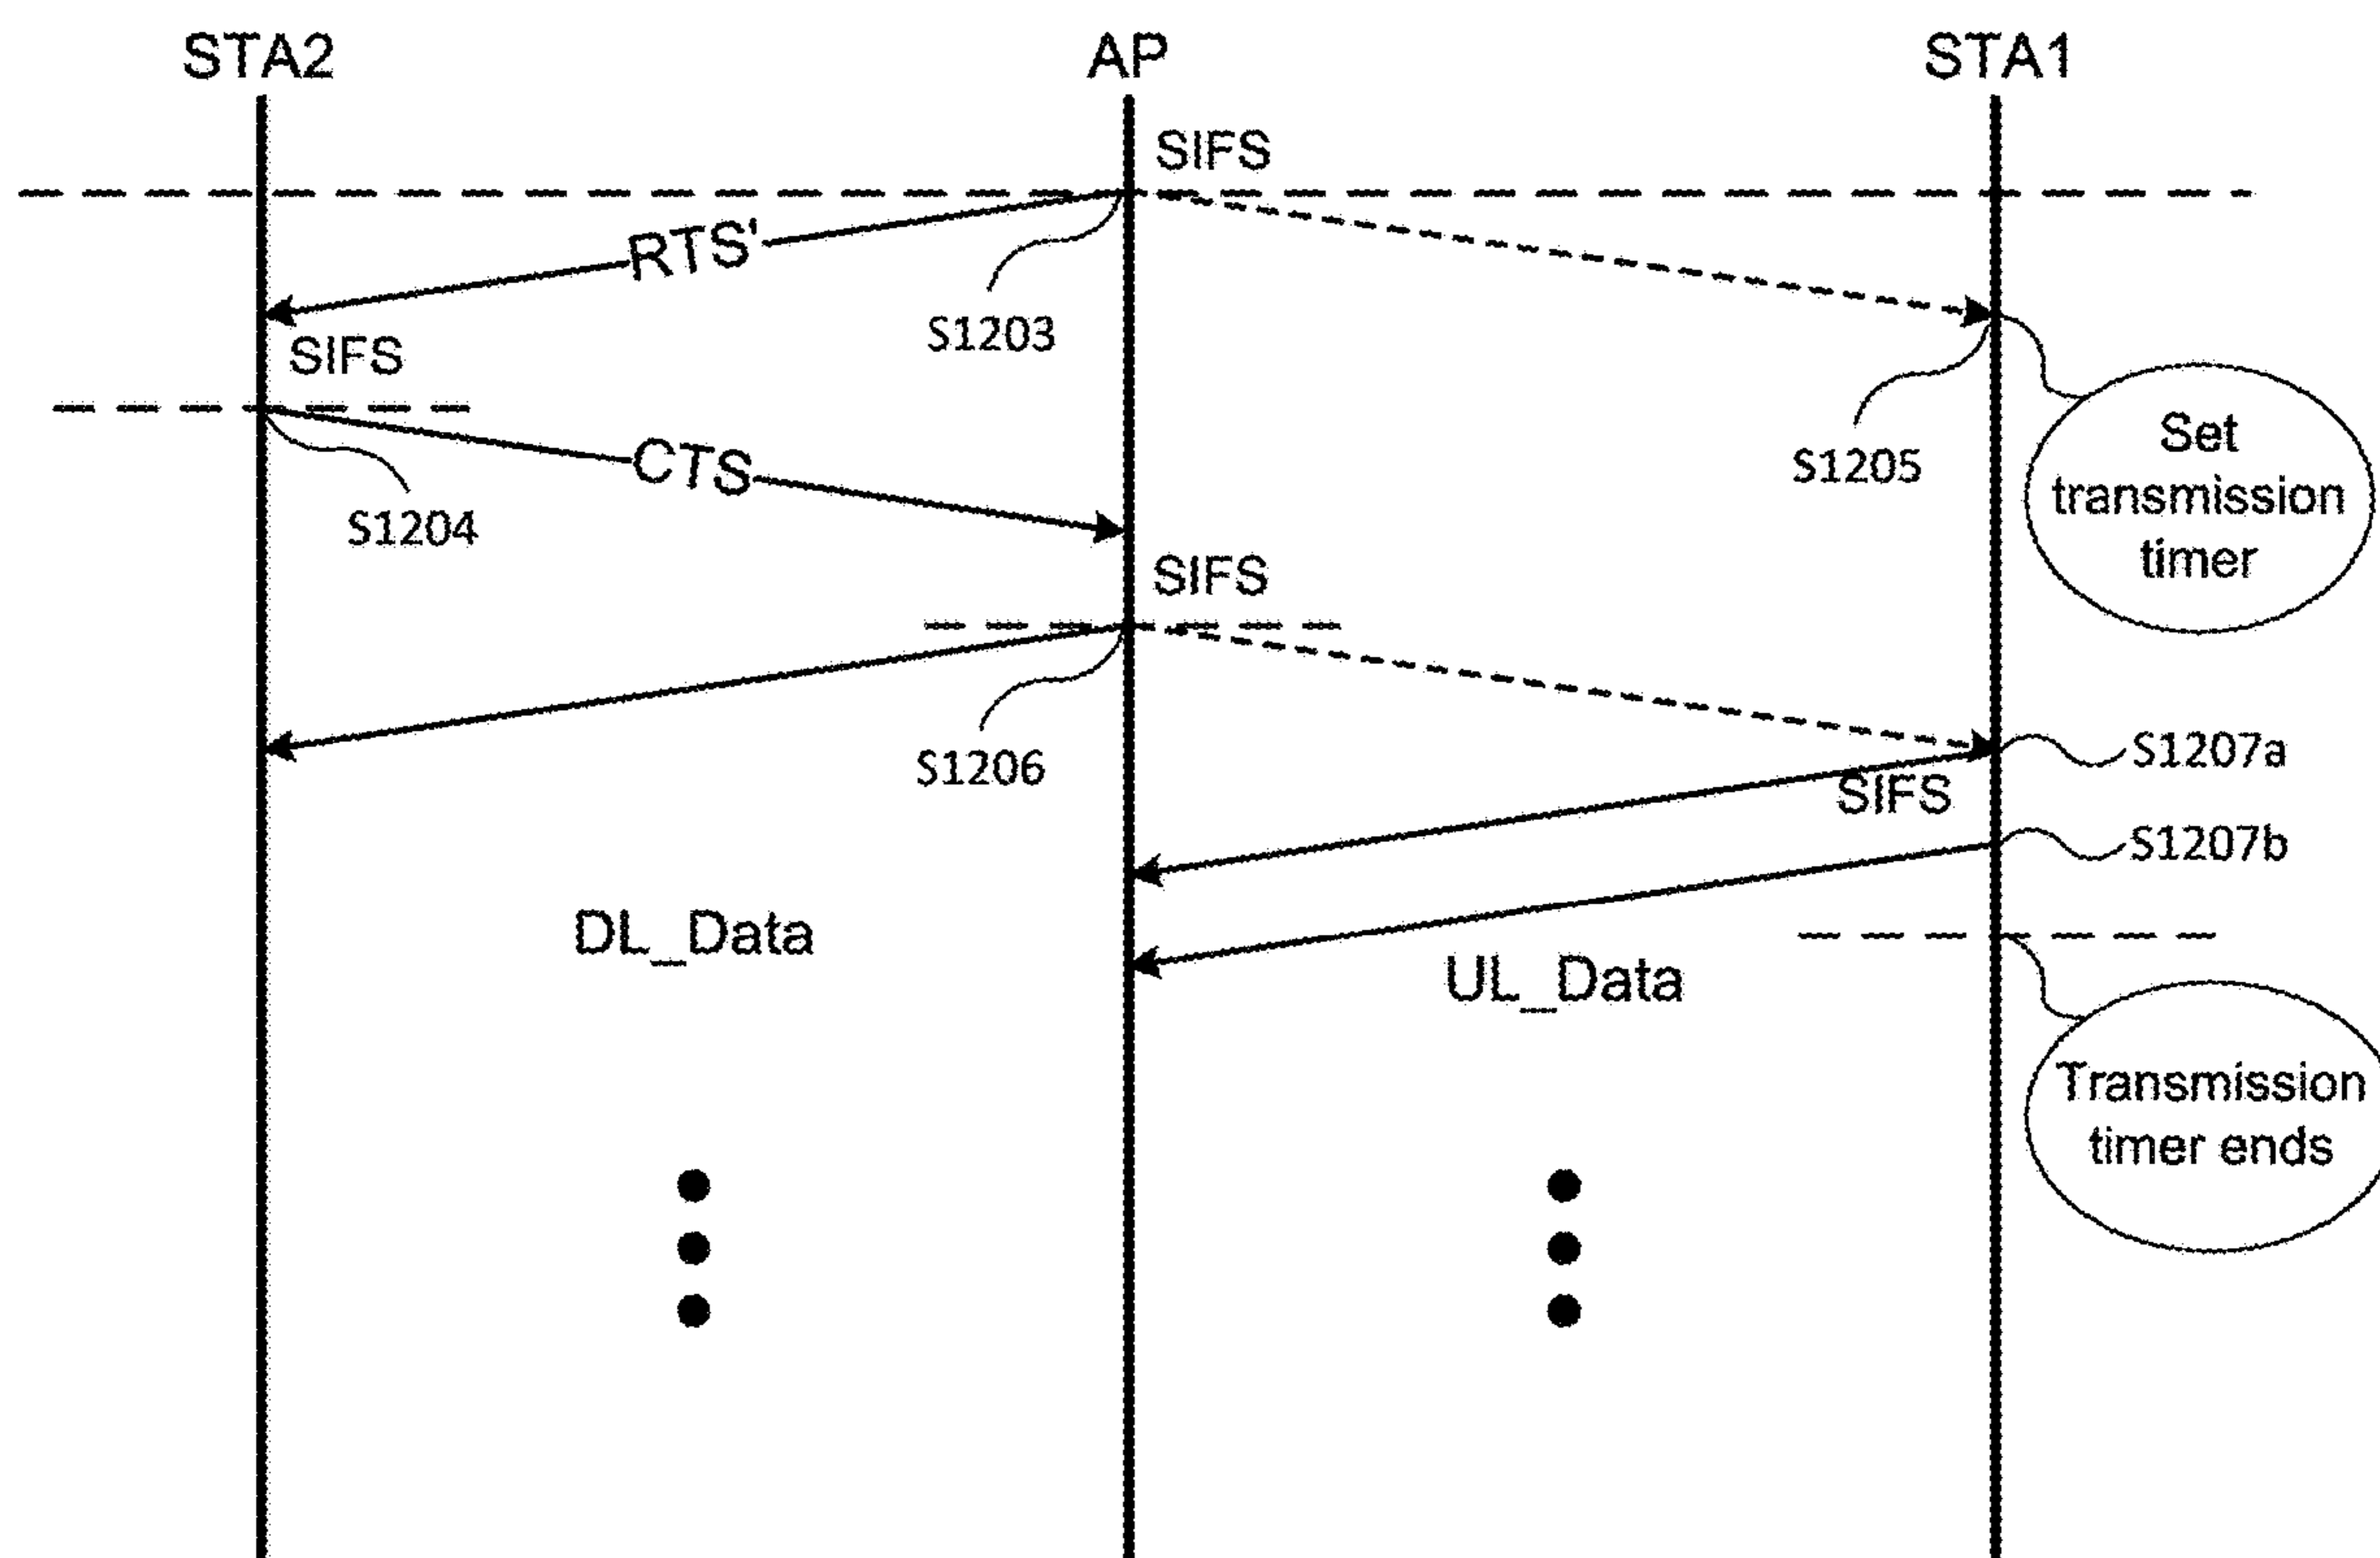 STA2
AP
STA1
SIFS
RTS'
S1203
SIFS
S1205
Set
transmission
timer
CTS
S1204
SIFS
S1206
S1207a
SIFS
S1207b
DL_Data
UL_Data
Transmission
timer ends